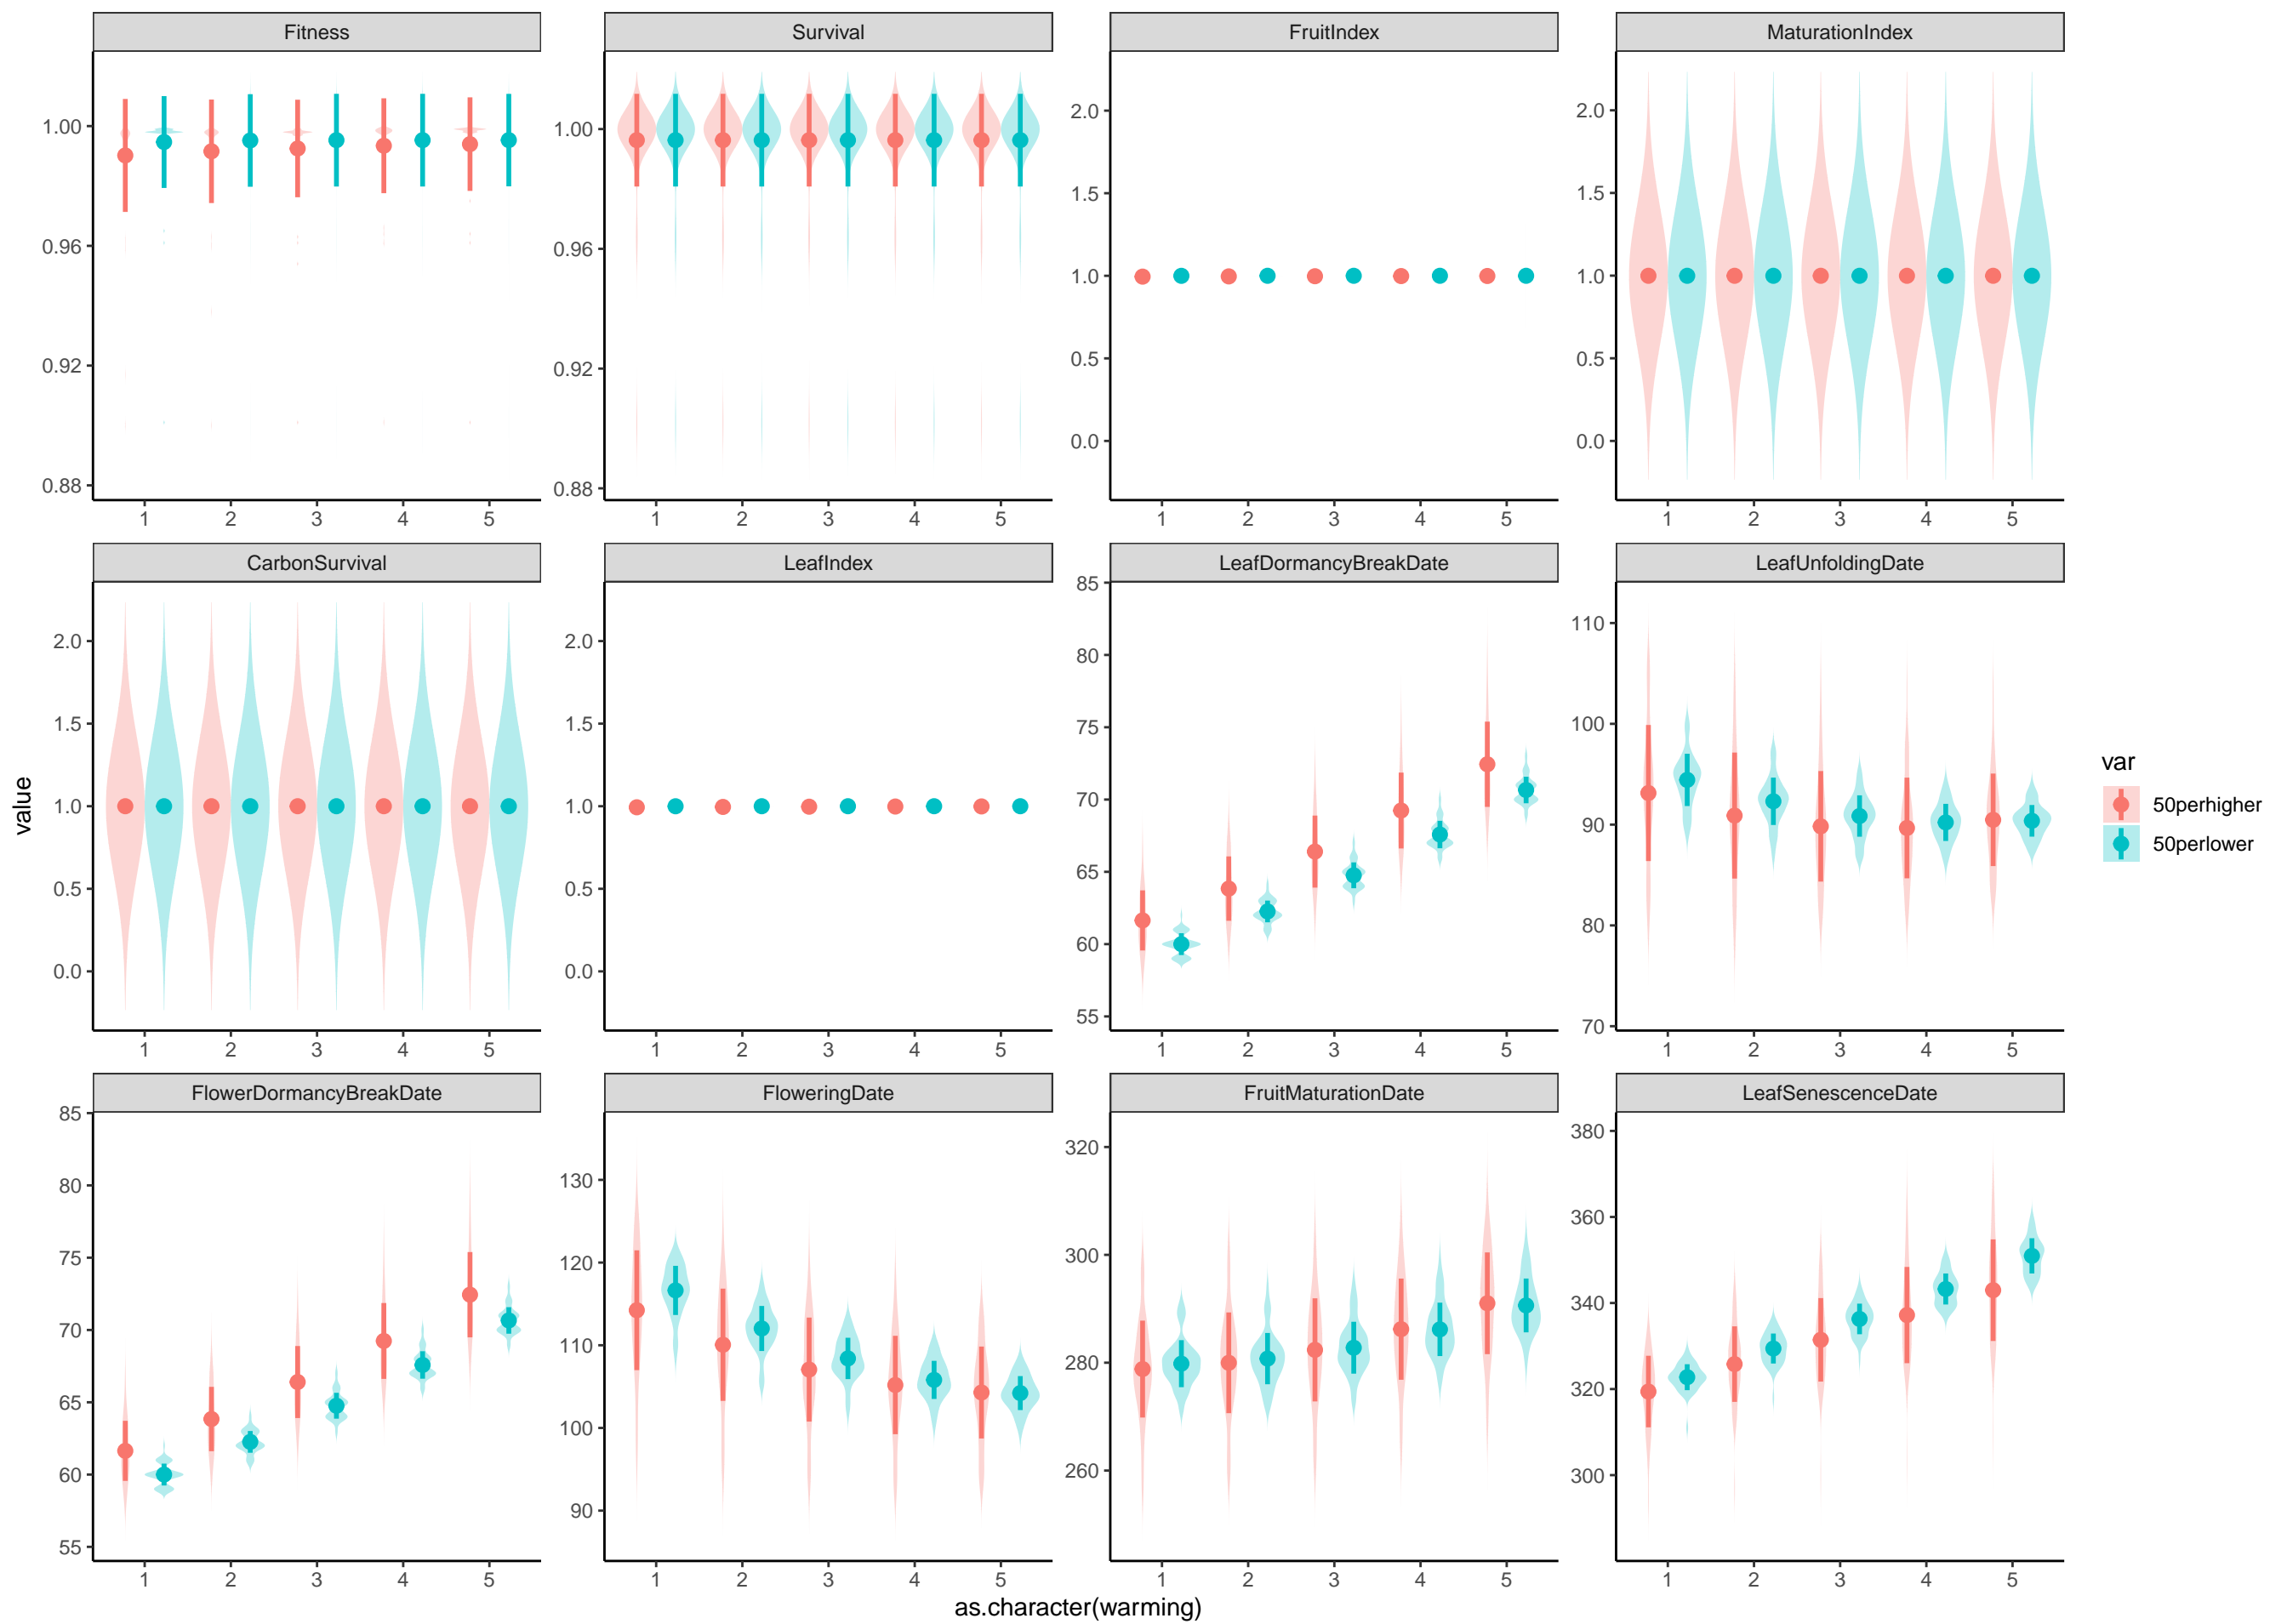 Fitness
Survival
FruitIndex
MaturationIndex
1.00
0.96
0.92
0.88
1.00
0.96
0.92
0.88
2.0
1.5
1.0
0.5
0.0
2.0
1.5
1.0
0.5
0.0
1 2 3 4 5
1 2 3 4 5
1 2 3 4 5
1 2 3 4 5
CarbonSurvival
LeafIndex
LeafDormancyBreakDate
LeafUnfoldingDate
2.0
1.5
1.0
0.5
0.0
2.0
1.5
1.0
0.5
0.0
85
80
75
70
65
60
55
110
100
90
80
70
1 2 3 4 5
1 2 3 4 5
1 2 3 4 5
1 2 3 4 5
FlowerDormancyBreakDate
FloweringDate
FruitMaturationDate
LeafSenescenceDate
85
80
75
70
65
60
55
130
120
110
100
90
320
300
280
260
380
360
340
320
300
1 2 3 4 5
1 2 3 4 5
1 2 3 4 5
1 2 3 4 5
value
as.character(warming)
var
50perhigher
50perlower